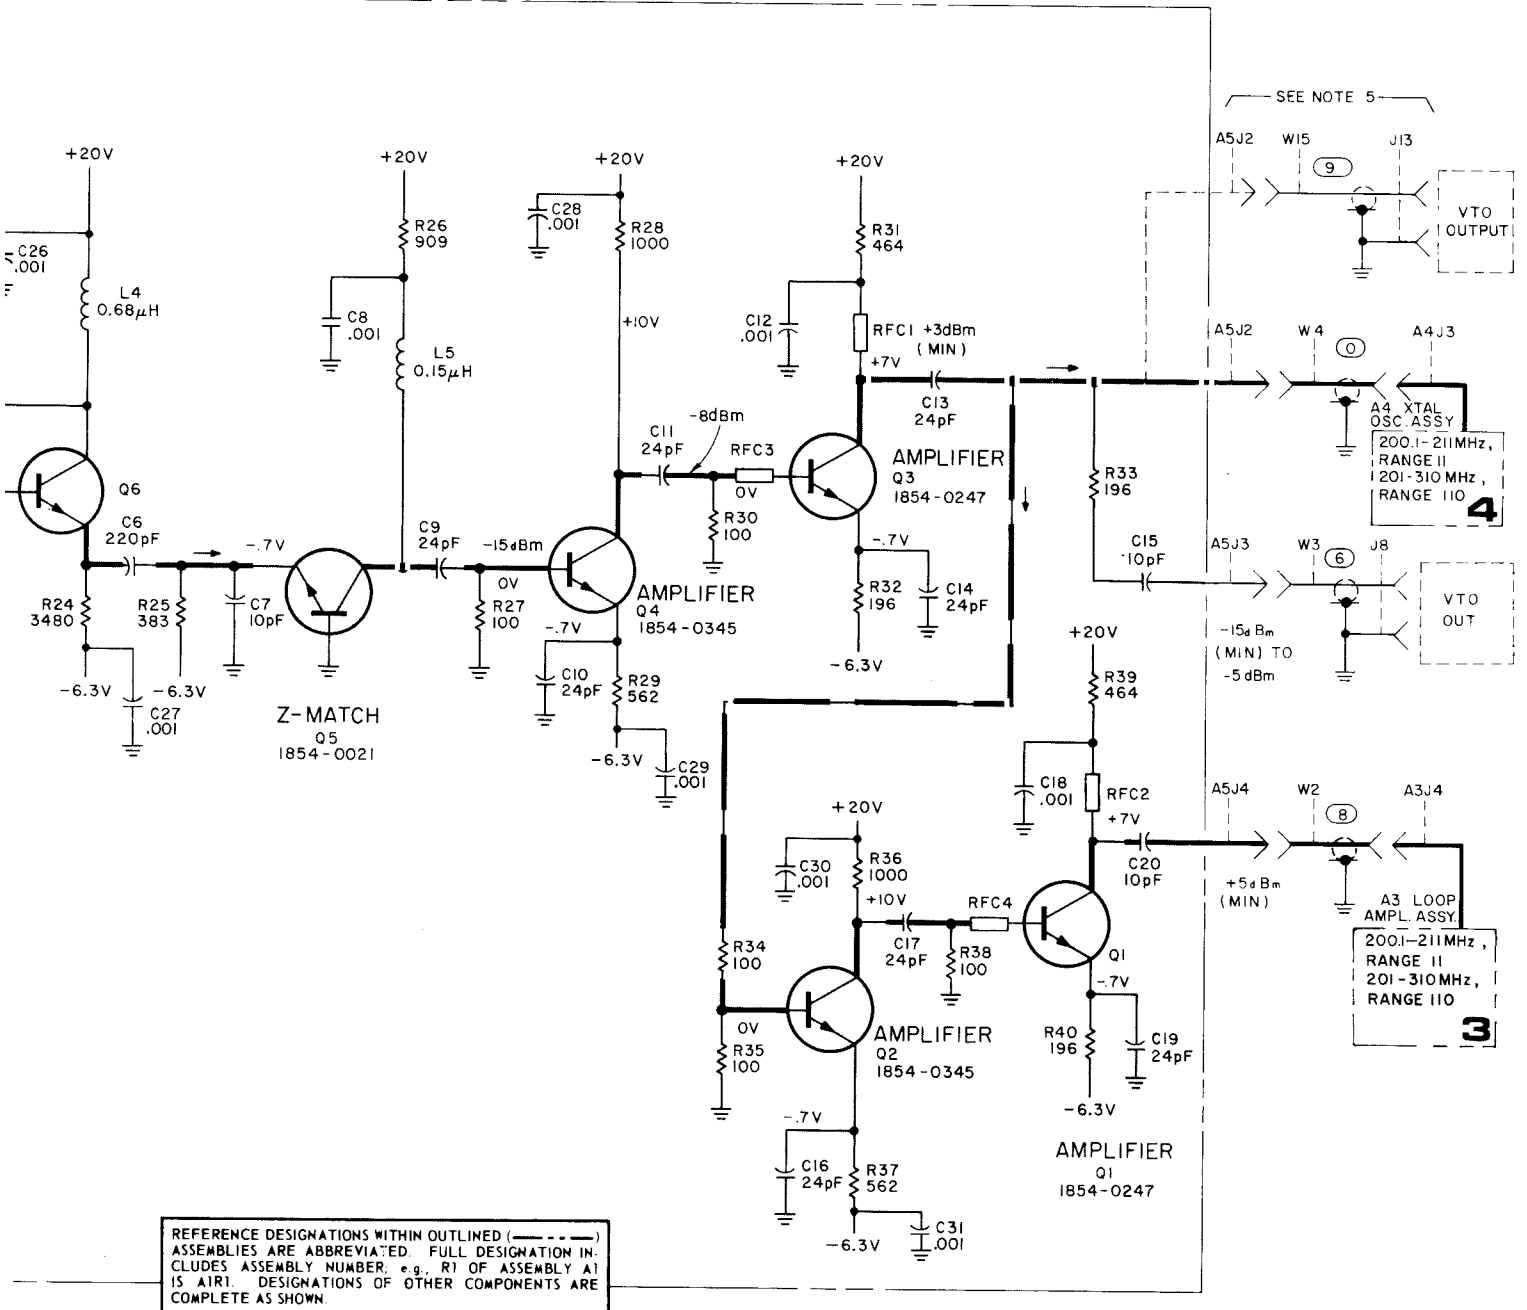 SEE NOTE 5
A5J2
W15
J13
9
VTO
OUTPUT
+20V
+20V
+20V
+20V
C26
.001
L4
0.68µH
R26
909
C8
.001
L5
0.15µH
C28
.001
R28
1000
+10V
R31
464
C12
.001
RFC1
+3dBm
(MIN)
+7V
C13
24pF
A5J2
W4
0
A4J3
A4 XTAL
OSC. ASSY
200.1-211MHz,
RANGE 11
201-310MHz,
RANGE 110
4
Q6
C6
220pF
-.7V
C9
24pF
-15dBm
0V
C11
24pF
-8dBm
RFC3
0V
R30
100
AMPLIFIER
Q3
1854-0247
R33
196
C15
10pF
A5J3
W3
6
J8
VTO
OUT
-15dBm
(MIN) TO
-5dBm
R24
3480
R25
383
C7
10pF
-6.3V
-6.3V
C27
.001
Z-MATCH
Q5
1854-0021
R27
100
AMPLIFIER
Q4
1854-0345
-.7V
C10
24pF
R29
562
-6.3V
C29
.001
-.7V
R32
196
C14
24pF
-6.3V
+20V
R39
464
C18
.001
RFC2
+7V
C20
10pF
A5J4
W2
8
A3J4
+5dBm
(MIN)
A3 LOOP
AMPL. ASSY.
200.1-211MHz,
RANGE 11
201-310MHz,
RANGE 110
3
+20V
C30
.001
R36
1000
+10V
C17
24pF
RFC4
R38
100
Q1
-.7V
R40
196
C19
24pF
-6.3V
AMPLIFIER
Q1
1854-0247
R34
100
0V
R35
100
AMPLIFIER
Q2
1854-0345
-.7V
C16
24pF
R37
562
-6.3V
C31
.001
REFERENCE DESIGNATIONS WITHIN OUTLINED (— - - —)
ASSEMBLIES ARE ABBREVIATED. FULL DESIGNATION IN-
CLUDES ASSEMBLY NUMBER; e.g., R1 OF ASSEMBLY A1
IS A1R1. DESIGNATIONS OF OTHER COMPONENTS ARE
COMPLETE AS SHOWN.